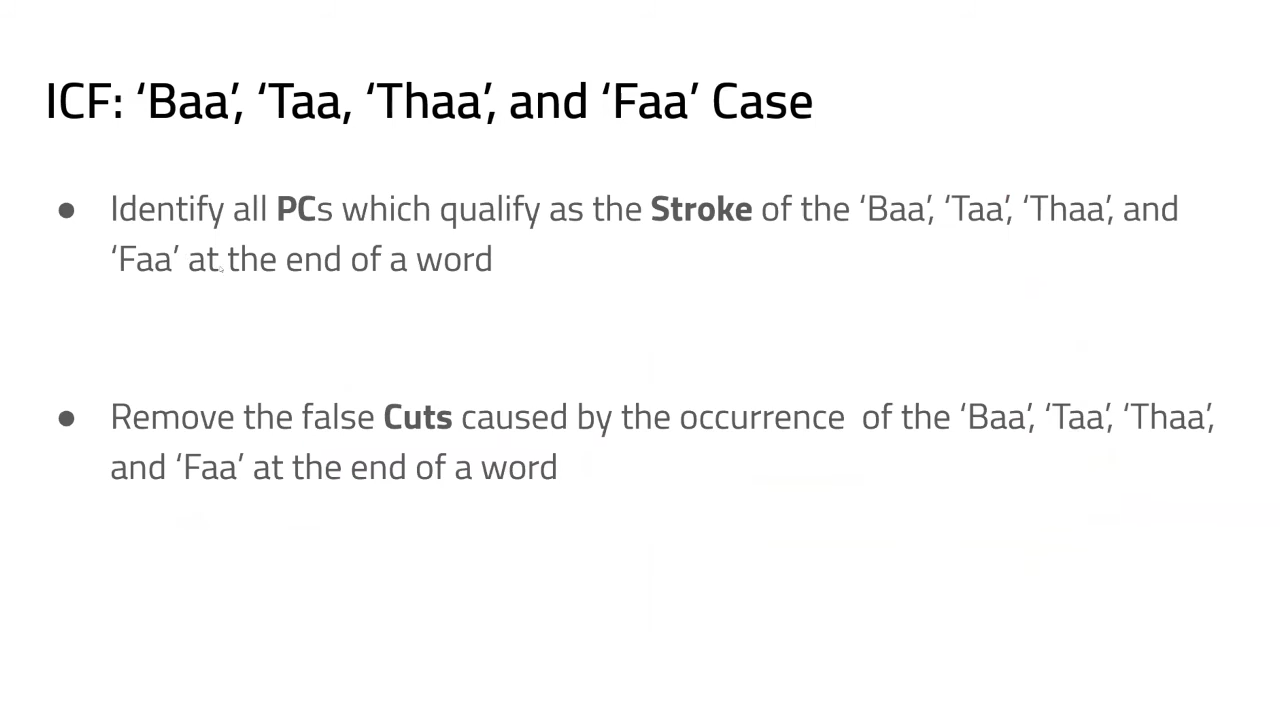 ICF: ‘Baa’, ‘Taa, ‘Thaa’, and ‘Faa’ Case
● Identify all PCs which qualify as the Stroke of the ‘Baa’, ‘Taa’, ‘Thaa’, and
‘Faa’ at the end of a word
● Remove the false Cuts caused by the occurrence  of the ‘Baa’, ‘Taa’, ‘Thaa’,
and ‘Faa’ at the end of a word